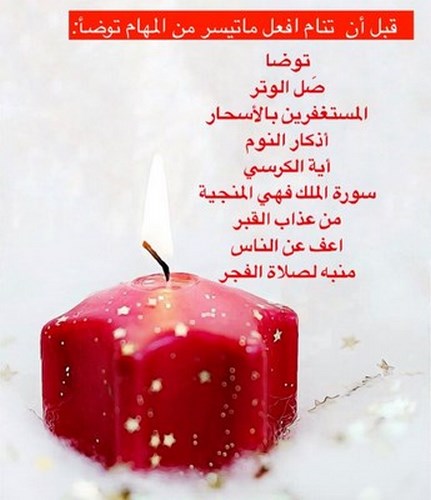 قبل أن تنام افعل ماتيسر من المهام توضأ:
توضا
صَل الوتر
المستغفرين بالأسحار
أذكار النوم
أية الكرسي
سورة الملك فهي المنجية
من عذاب القبر
اعف عن الناس
منبه لصلاة الفجر